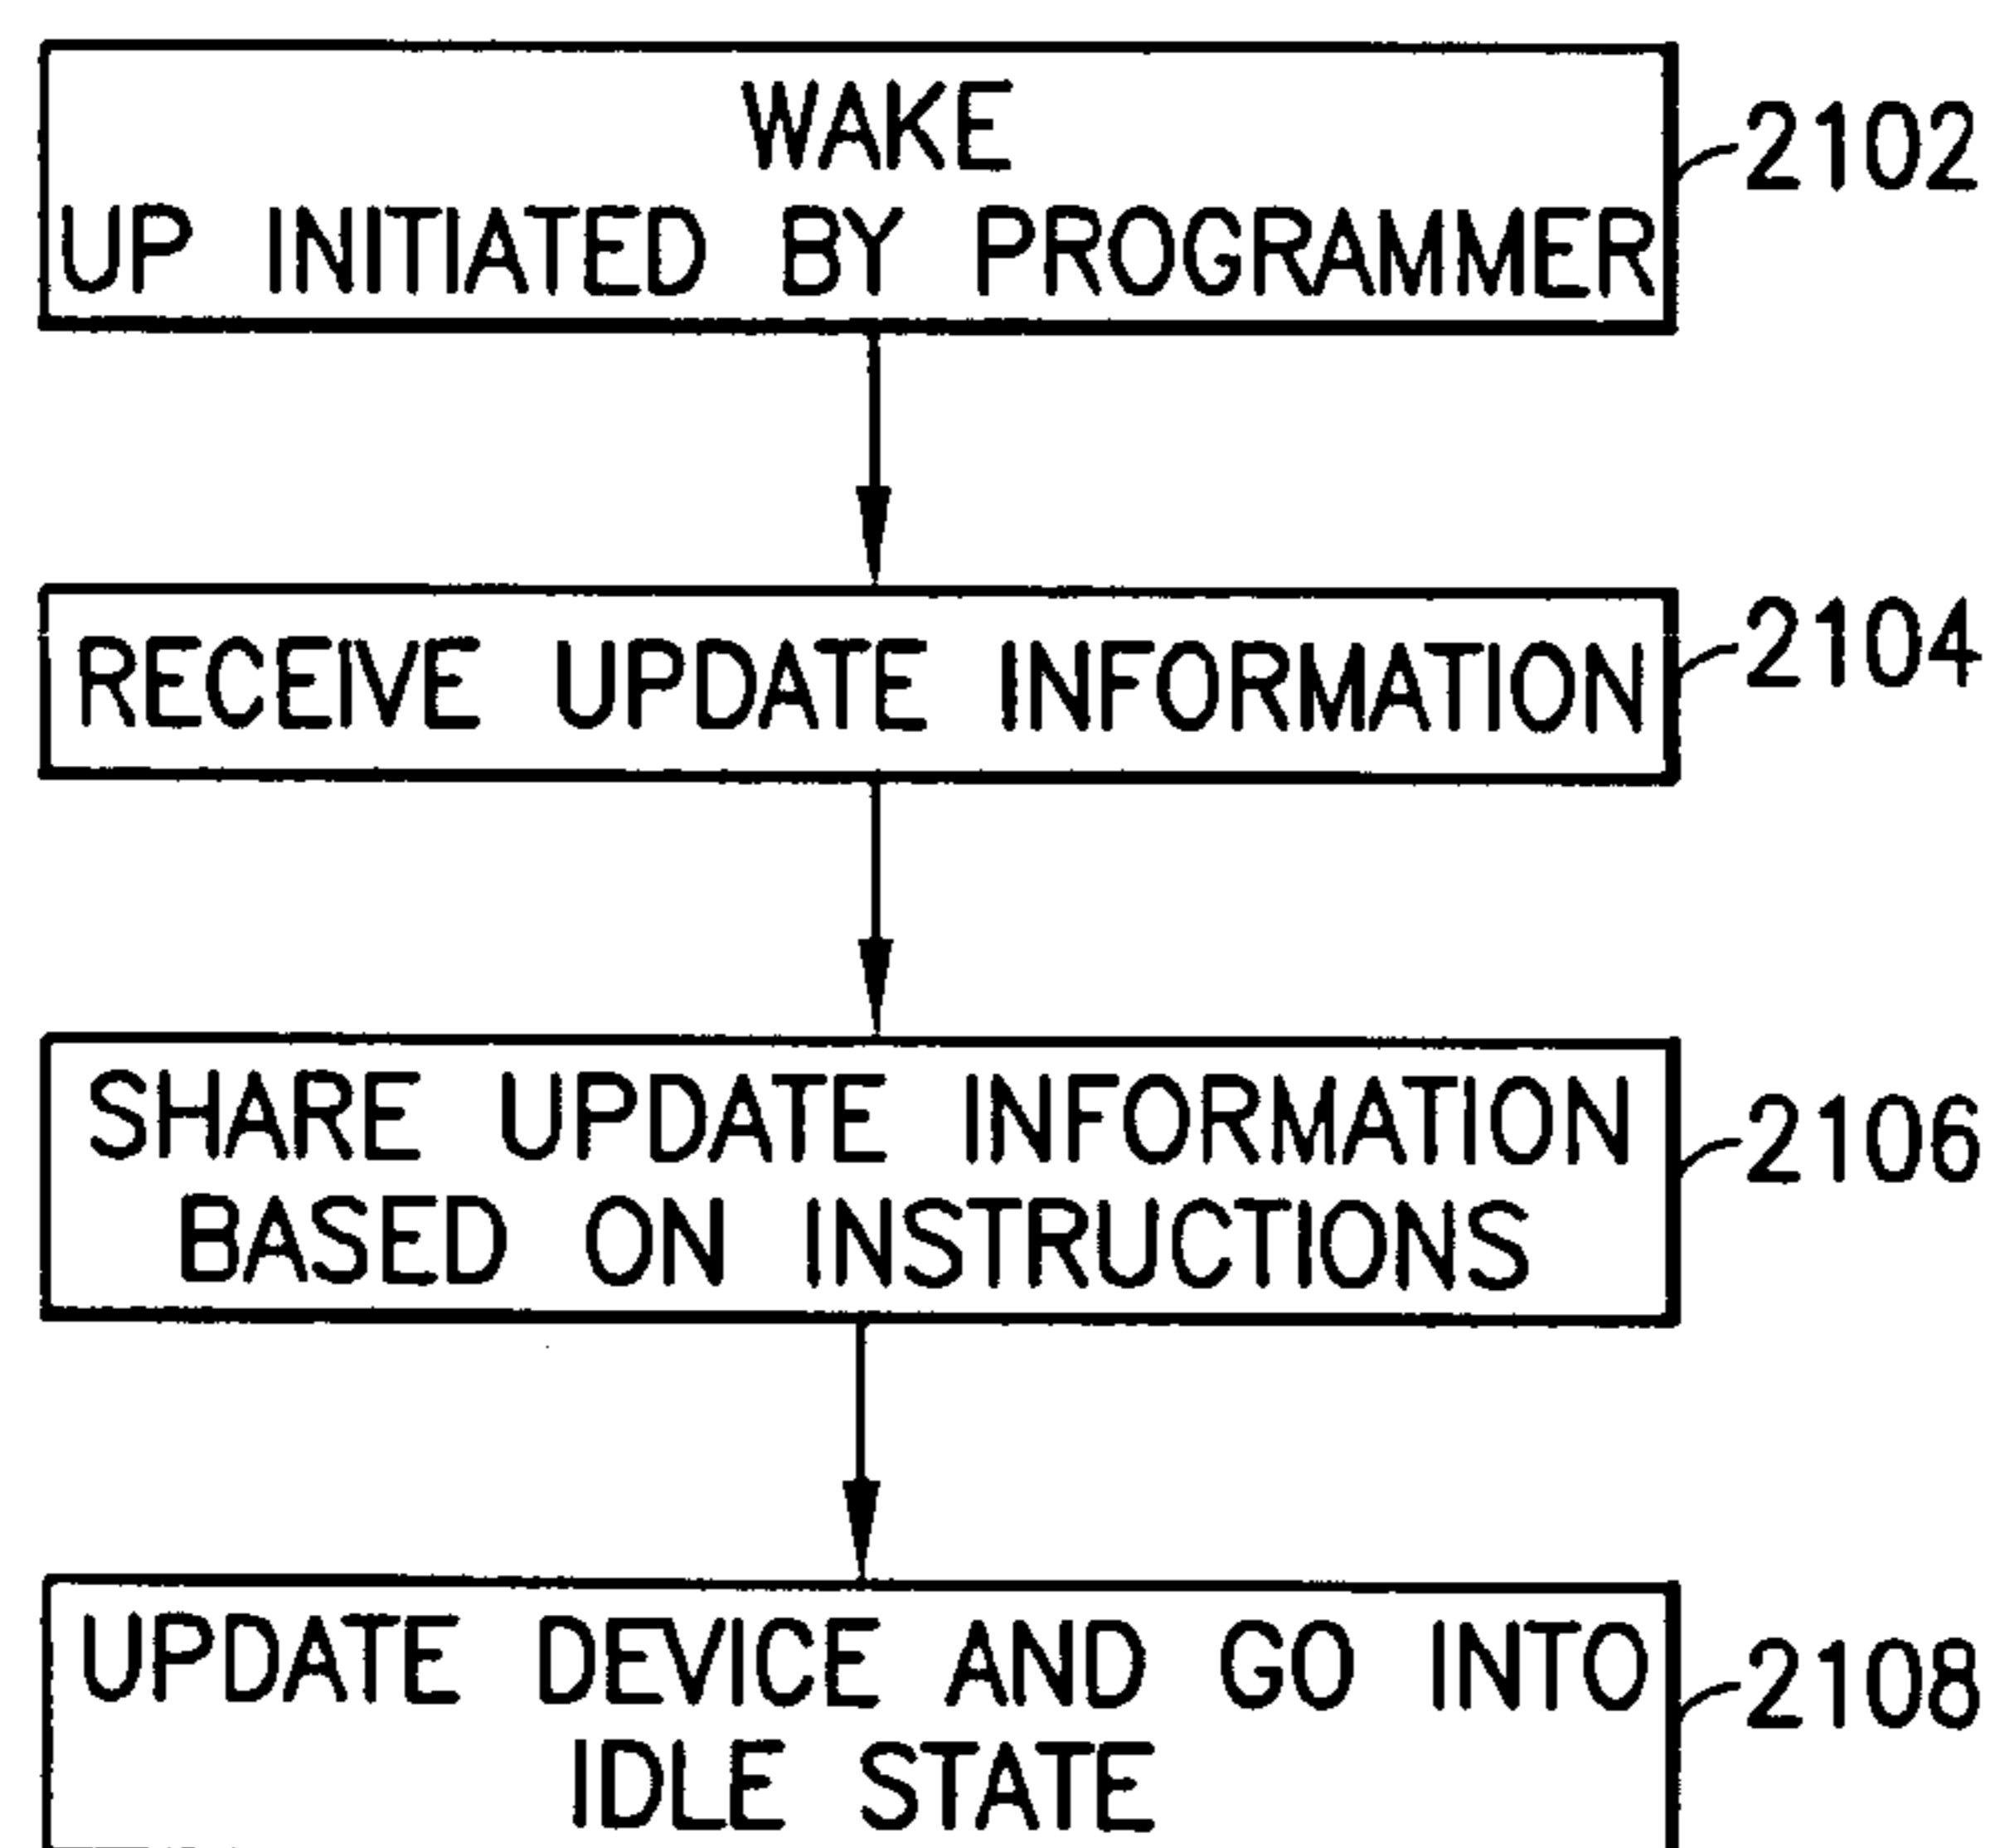 WAKE
UP INITIATED BY PROGRAMMER
2102
RECEIVE UPDATE INFORMATION
2104
SHARE UPDATE INFORMATION
BASED ON INSTRUCTIONS
2106
UPDATE DEVICE AND GO INTO
IDLE STATE
2108